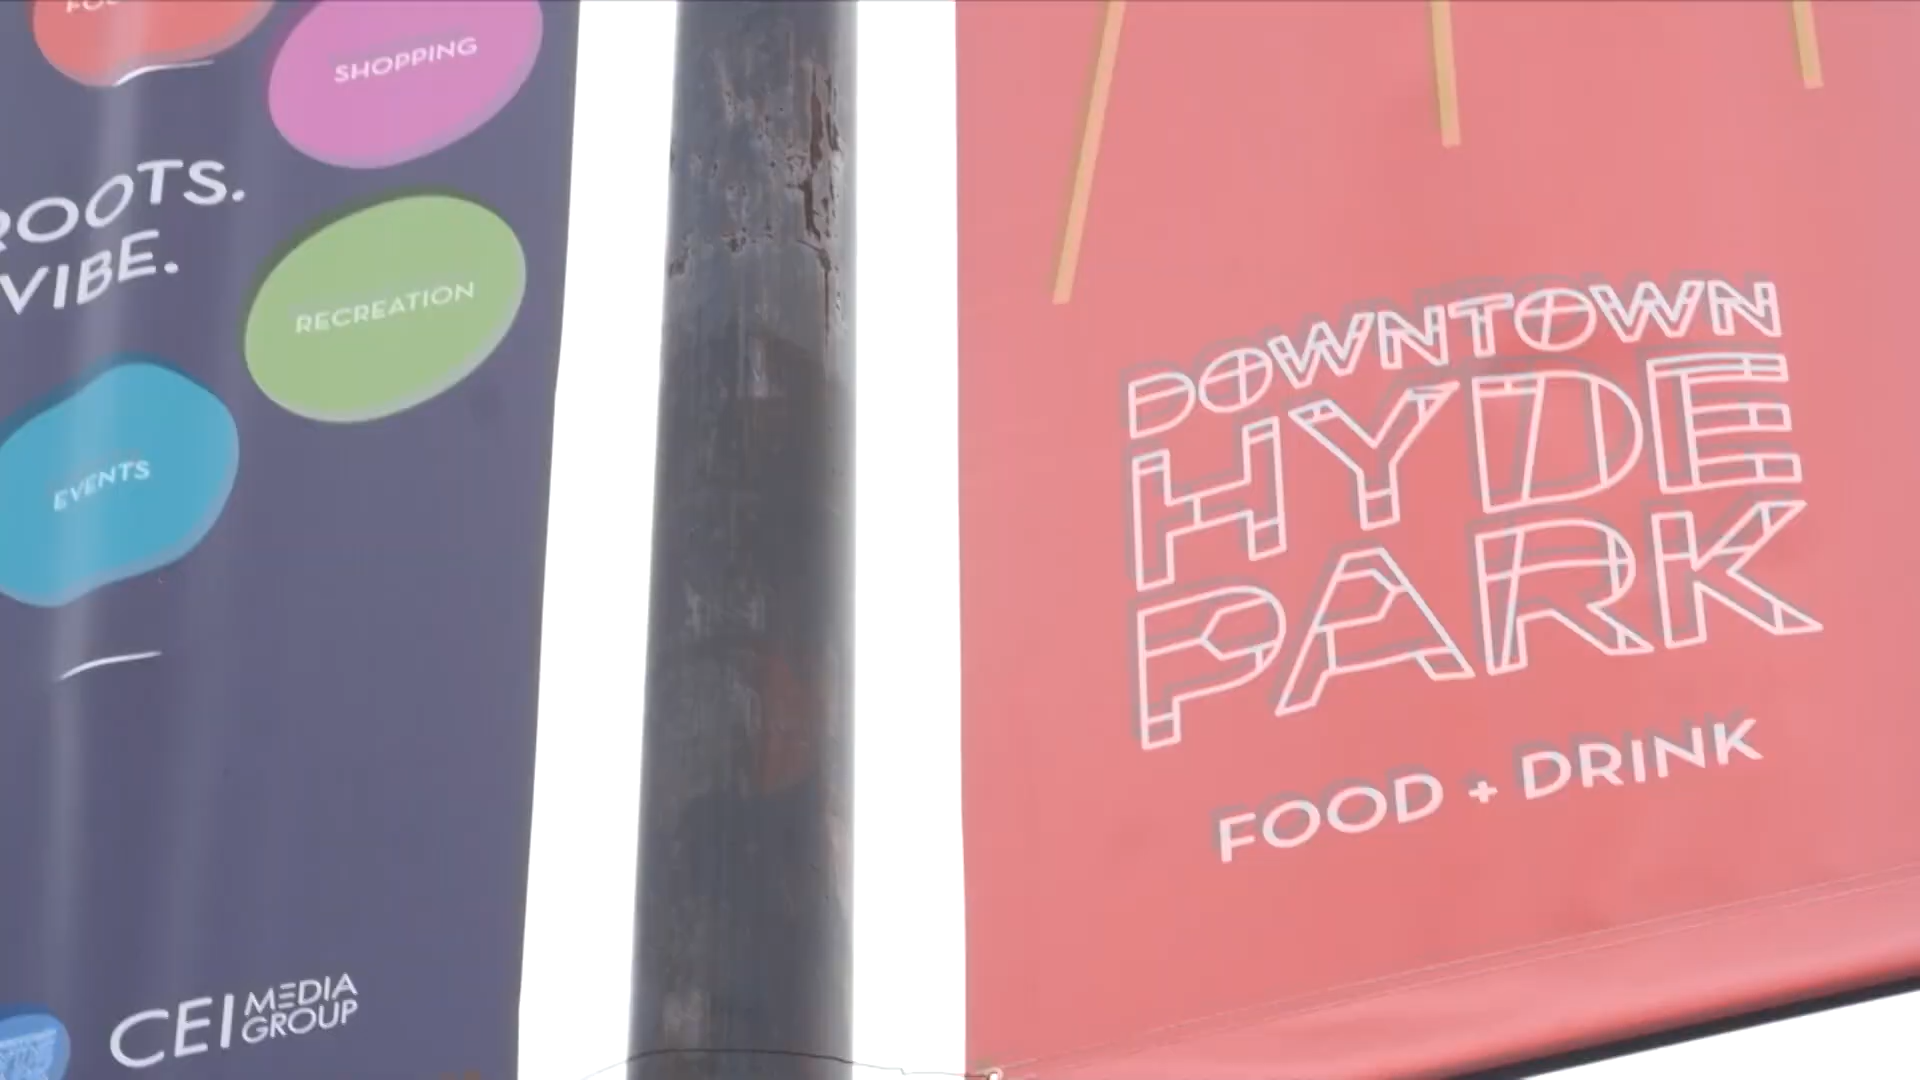 SHOPPING
ROOTS.
VIBE.
RECREATION
EVENTS
CEI MEDIA
GROUP
DOWNTOWN
HYDE
PARK
FOOD + DRINK